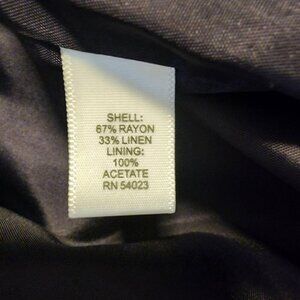 SHELL:
67% RAYON
33% LINEN
LINING:
100%
ACETATE
RN 54023